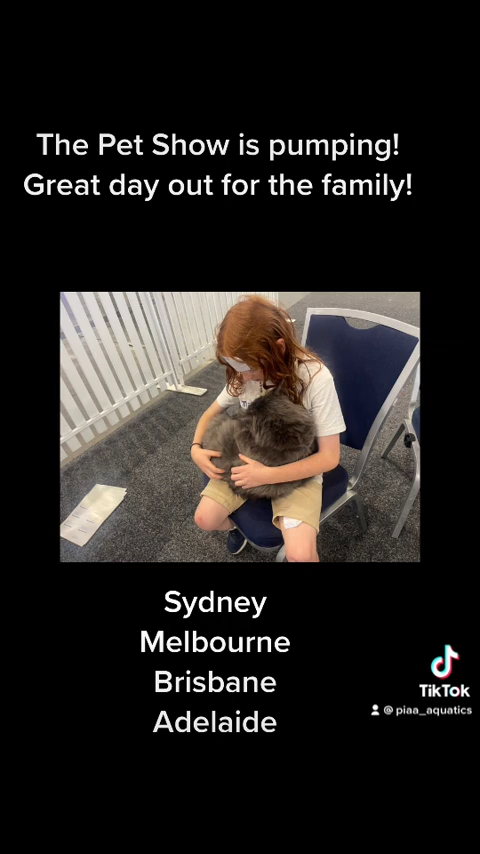 The Pet Show is pumping!
Great day out for the family!
Sydney
Melbourne
Brisbane
Adelaide
TikTok
@ piaa_aquatics